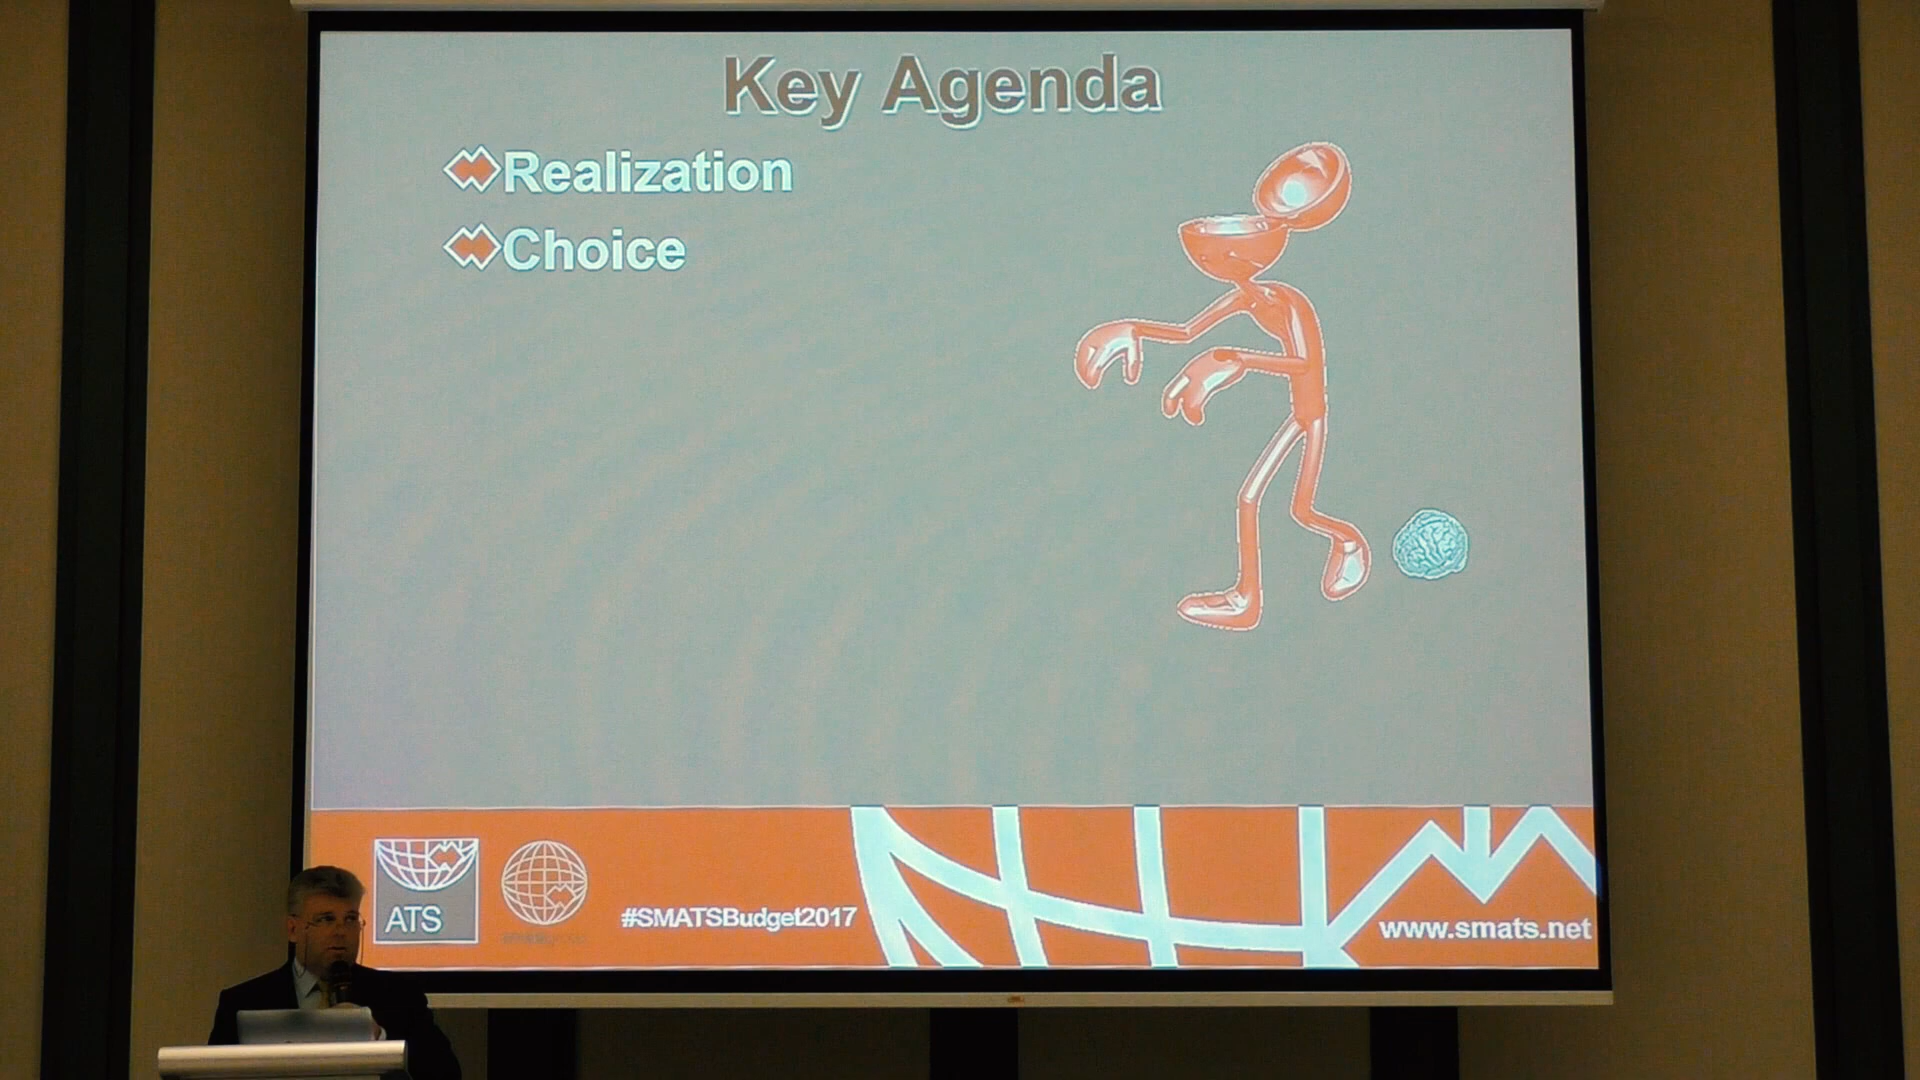 Key Agenda
Realization
Choice
ATS
#SMATSBudget2017
www.smats.net